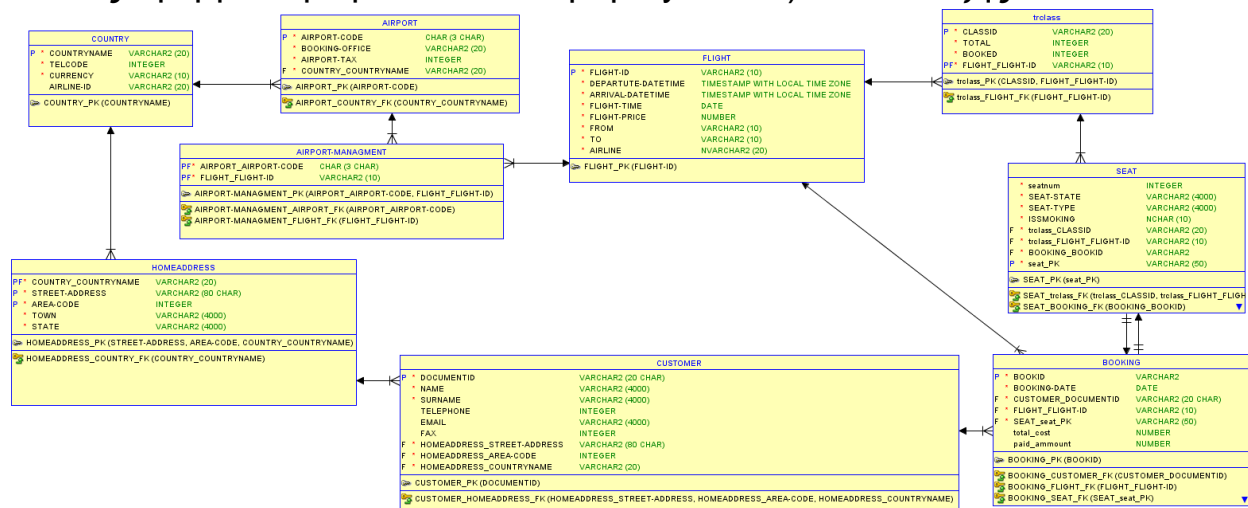 COUNTRY
P * COUNTRYNAME VARCHAR2 (20)
* TELCODE INTEGER
* CURRENCY VARCHAR2 (10)
AIRLINE-ID VARCHAR2 (20)
COUNTRY_PK (COUNTRYNAME)
AIRPORT
P * AIRPORT-CODE CHAR (3 CHAR)
* BOOKING-OFFICE VARCHAR2 (20)
* AIRPORT-TAX INTEGER
F * COUNTRY_COUNTRYNAME VARCHAR2 (20)
AIRPORT_PK (AIRPORT-CODE)
AIRPORT_COUNTRY_FK (COUNTRY_COUNTRYNAME)
FLIGHT
P * FLIGHT-ID VARCHAR2 (10)
* DEPARTUTE-DATETIME TIMESTAMP WITH LOCAL TIME ZONE
* ARRIVAL-DATETIME TIMESTAMP WITH LOCAL TIME ZONE
* FLIGHT-TIME DATE
* FLIGHT-PRICE NUMBER
* FROM VARCHAR2 (10)
* TO VARCHAR2 (10)
* AIRLINE NVARCHAR2 (20)
FLIGHT_PK (FLIGHT-ID)
trclass
P * CLASSID VARCHAR2 (20)
* TOTAL INTEGER
* BOOKED INTEGER
PF* FLIGHT_FLIGHT-ID VARCHAR2 (10)
trclass_PK (CLASSID, FLIGHT_FLIGHT-ID)
trclass_FLIGHT_FK (FLIGHT_FLIGHT-ID)
AIRPORT-MANAGMENT
PF* AIRPORT_AIRPORT-CODE CHAR (3 CHAR)
PF* FLIGHT_FLIGHT-ID VARCHAR2 (10)
AIRPORT-MANAGMENT_PK (AIRPORT_AIRPORT-CODE, FLIGHT_FLIGHT-ID)
AIRPORT-MANAGMENT_AIRPORT_FK (AIRPORT_AIRPORT-CODE)
AIRPORT-MANAGMENT_FLIGHT_FK (FLIGHT_FLIGHT-ID)
SEAT
* seatnum INTEGER
* SEAT-STATE VARCHAR2 (4000)
* SEAT-TYPE VARCHAR2 (4000)
* ISSMOKING NCHAR (10)
F * trclass_CLASSID VARCHAR2 (20)
F * trclass_FLIGHT_FLIGHT-ID VARCHAR2 (10)
F * BOOKING_BOOKID VARCHAR2
P * seat_PK VARCHAR2 (50)
SEAT_PK (seat_PK)
SEAT_trclass_FK (trclass_CLASSID, trclass_FLIGHT_FLIGH
SEAT_BOOKING_FK (BOOKING_BOOKID)
HOMEADDRESS
PF* COUNTRY_COUNTRYNAME VARCHAR2 (20)
P * STREET-ADDRESS VARCHAR2 (80 CHAR)
P * AREA-CODE INTEGER
* TOWN VARCHAR2 (4000)
* STATE VARCHAR2 (4000)
HOMEADDRESS_PK (STREET-ADDRESS, AREA-CODE, COUNTRY_COUNTRYNAME)
HOMEADDRESS_COUNTRY_FK (COUNTRY_COUNTRYNAME)
CUSTOMER
P * DOCUMENTID VARCHAR2 (20 CHAR)
* NAME VARCHAR2 (4000)
* SURNAME VARCHAR2 (4000)
TELEPHONE INTEGER
EMAIL VARCHAR2 (4000)
FAX INTEGER
F * HOMEADDRESS_STREET-ADDRESS VARCHAR2 (80 CHAR)
F * HOMEADDRESS_AREA-CODE INTEGER
F * HOMEADDRESS_COUNTRYNAME VARCHAR2 (20)
CUSTOMER_PK (DOCUMENTID)
CUSTOMER_HOMEADDRESS_FK (HOMEADDRESS_STREET-ADDRESS, HOMEADDRESS_AREA-CODE, HOMEADDRESS_COUNTRYNAME)
BOOKING
P * BOOKID VARCHAR2
* BOOKING-DATE DATE
F * CUSTOMER_DOCUMENTID VARCHAR2 (20 CHAR)
F * FLIGHT_FLIGHT-ID VARCHAR2 (10)
F * SEAT_seat_PK VARCHAR2 (50)
total_cost NUMBER
paid_ammount NUMBER
BOOKING_PK (BOOKID)
BOOKING_CUSTOMER_FK (CUSTOMER_DOCUMENTID)
BOOKING_FLIGHT_FK (FLIGHT_FLIGHT-ID)
BOOKING_SEAT_FK (SEAT_seat_PK)